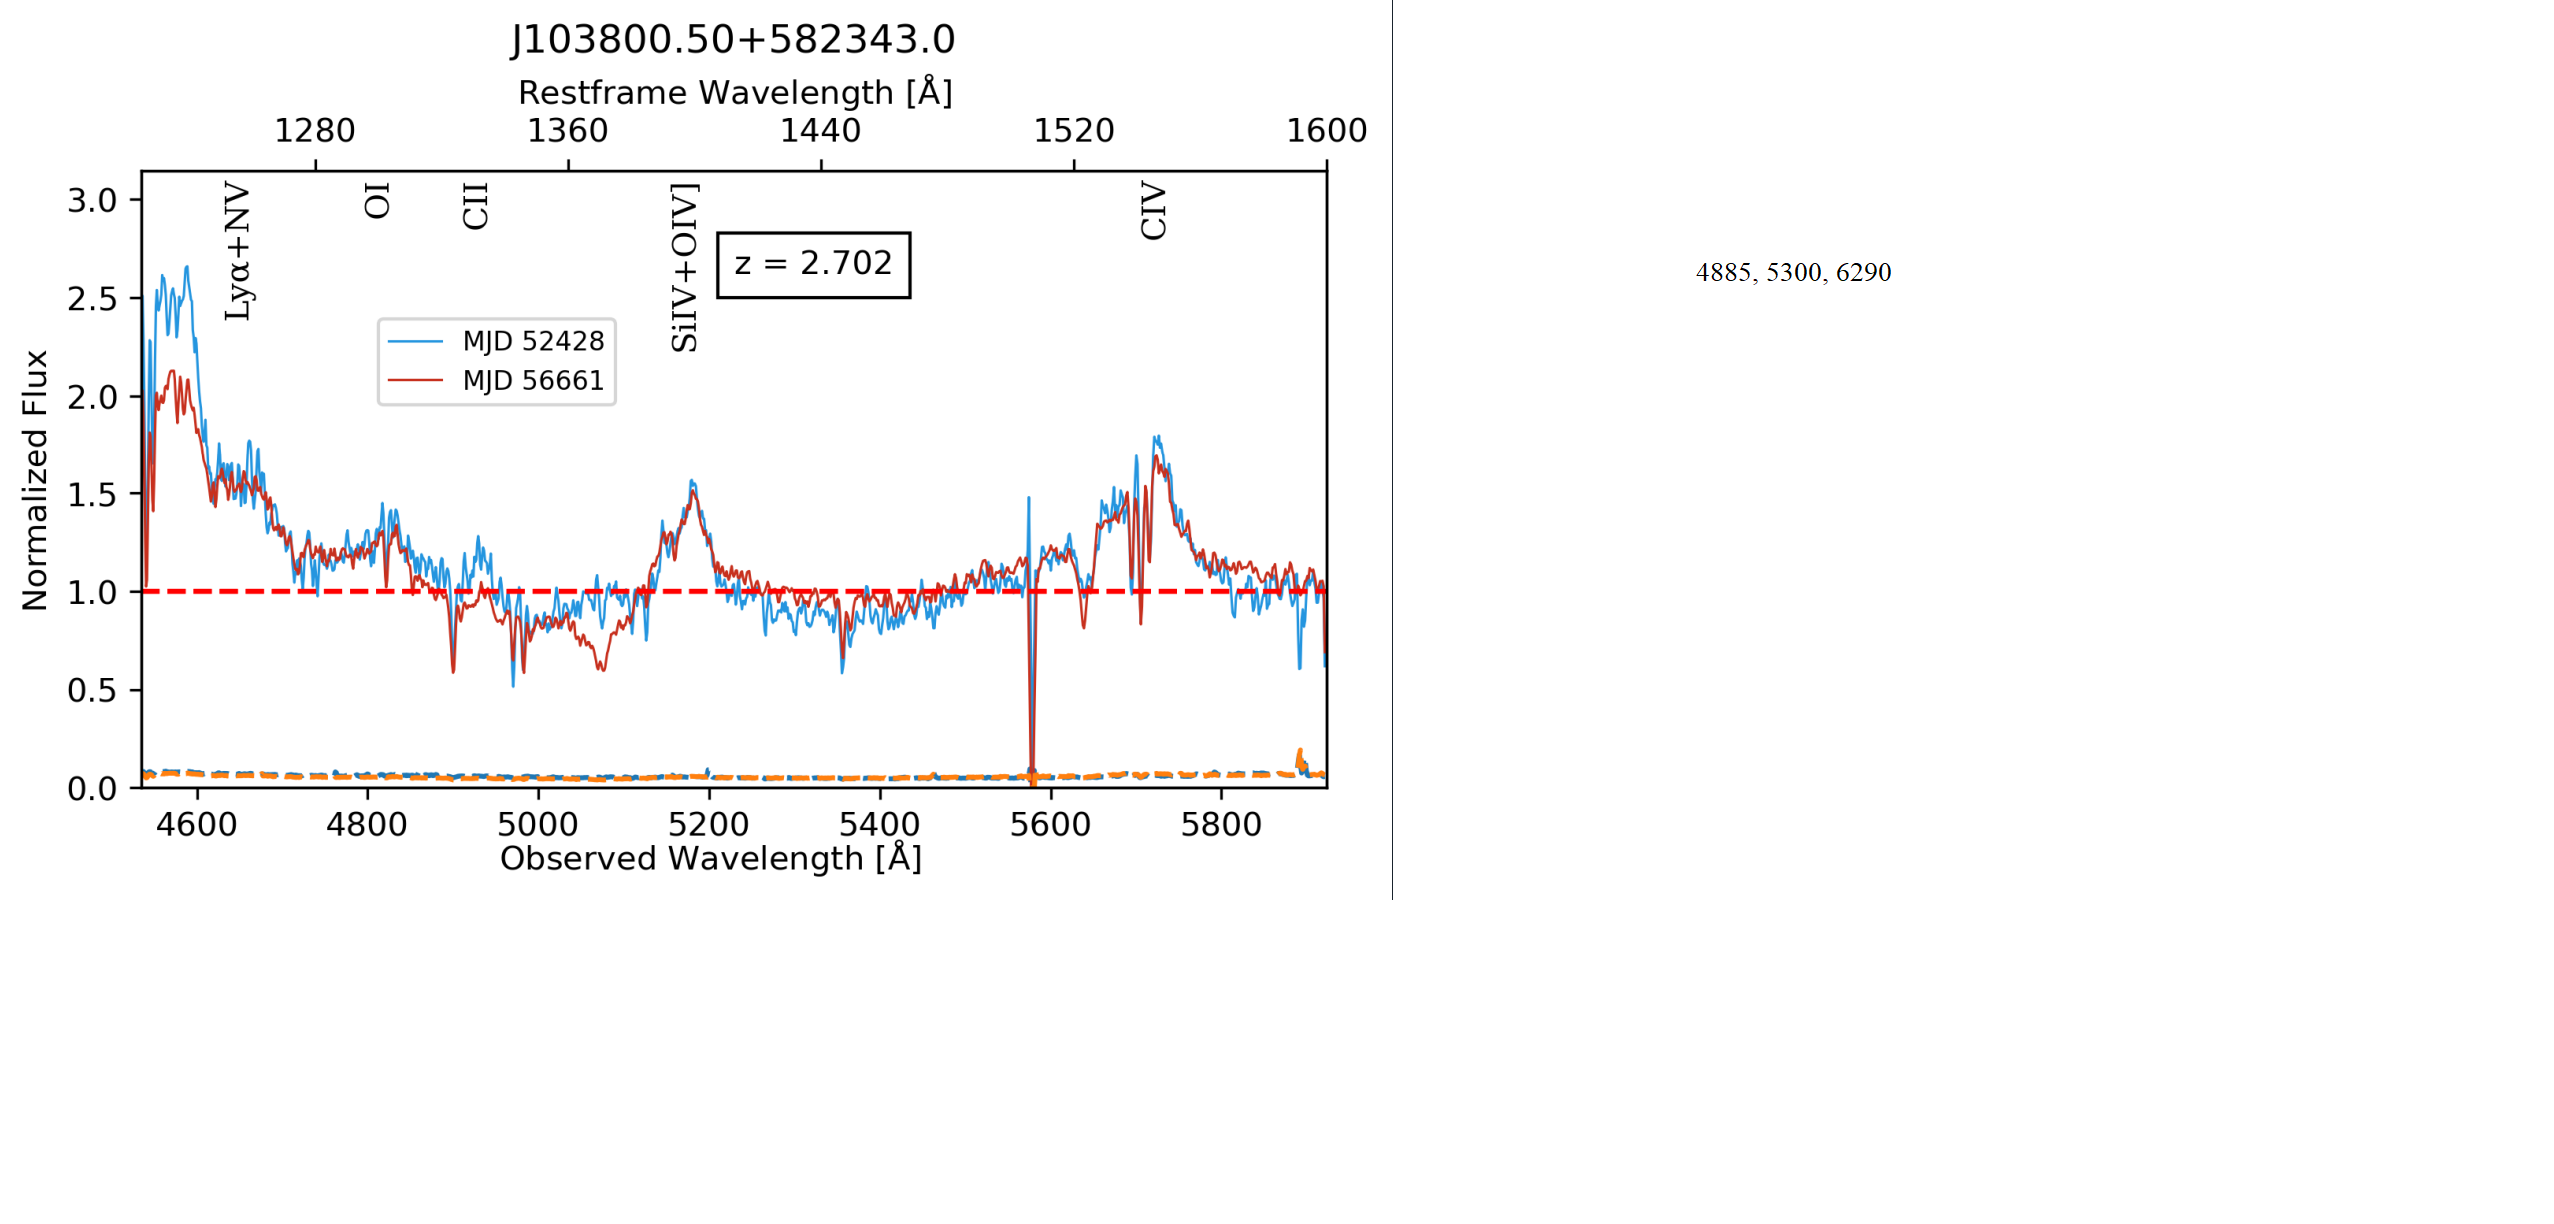 J103800.50+582343.0
Restframe Wavelength [Å]
1280 1360 1440 1520 1600
Lyα+NV
OI
CII
SiIV+OIV]
CIV
z = 2.702
MJD 52428
MJD 56661
Normalized Flux
3.0
2.5
2.0
1.5
1.0
0.5
0.0
4600 4800 5000 5200 5400 5600 5800
Observed Wavelength [Å]
4885, 5300, 6290